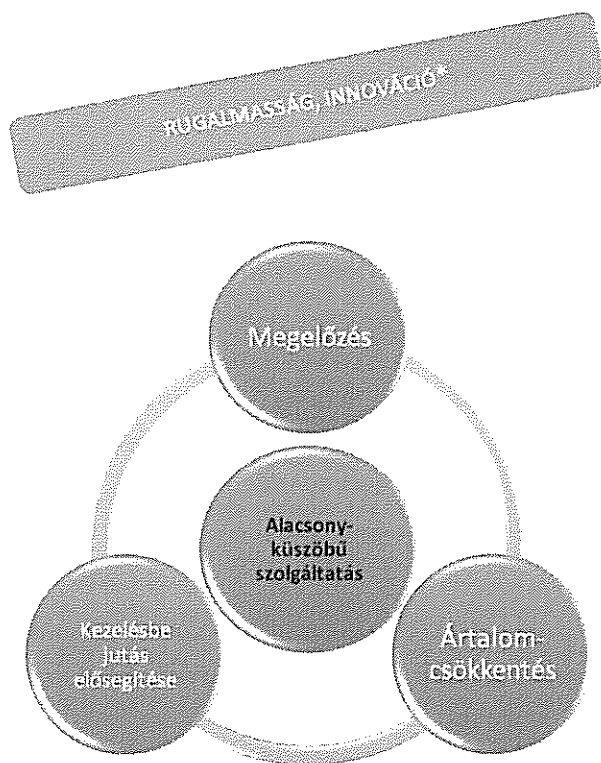 RUGALMASSÁG, INNOVÁCIÓ*
Megelőzés
Alacsony-
küszöbű
szolgáltatás
Kezelésbe
jutás
elősegítése
Ártalom-
csökkentés